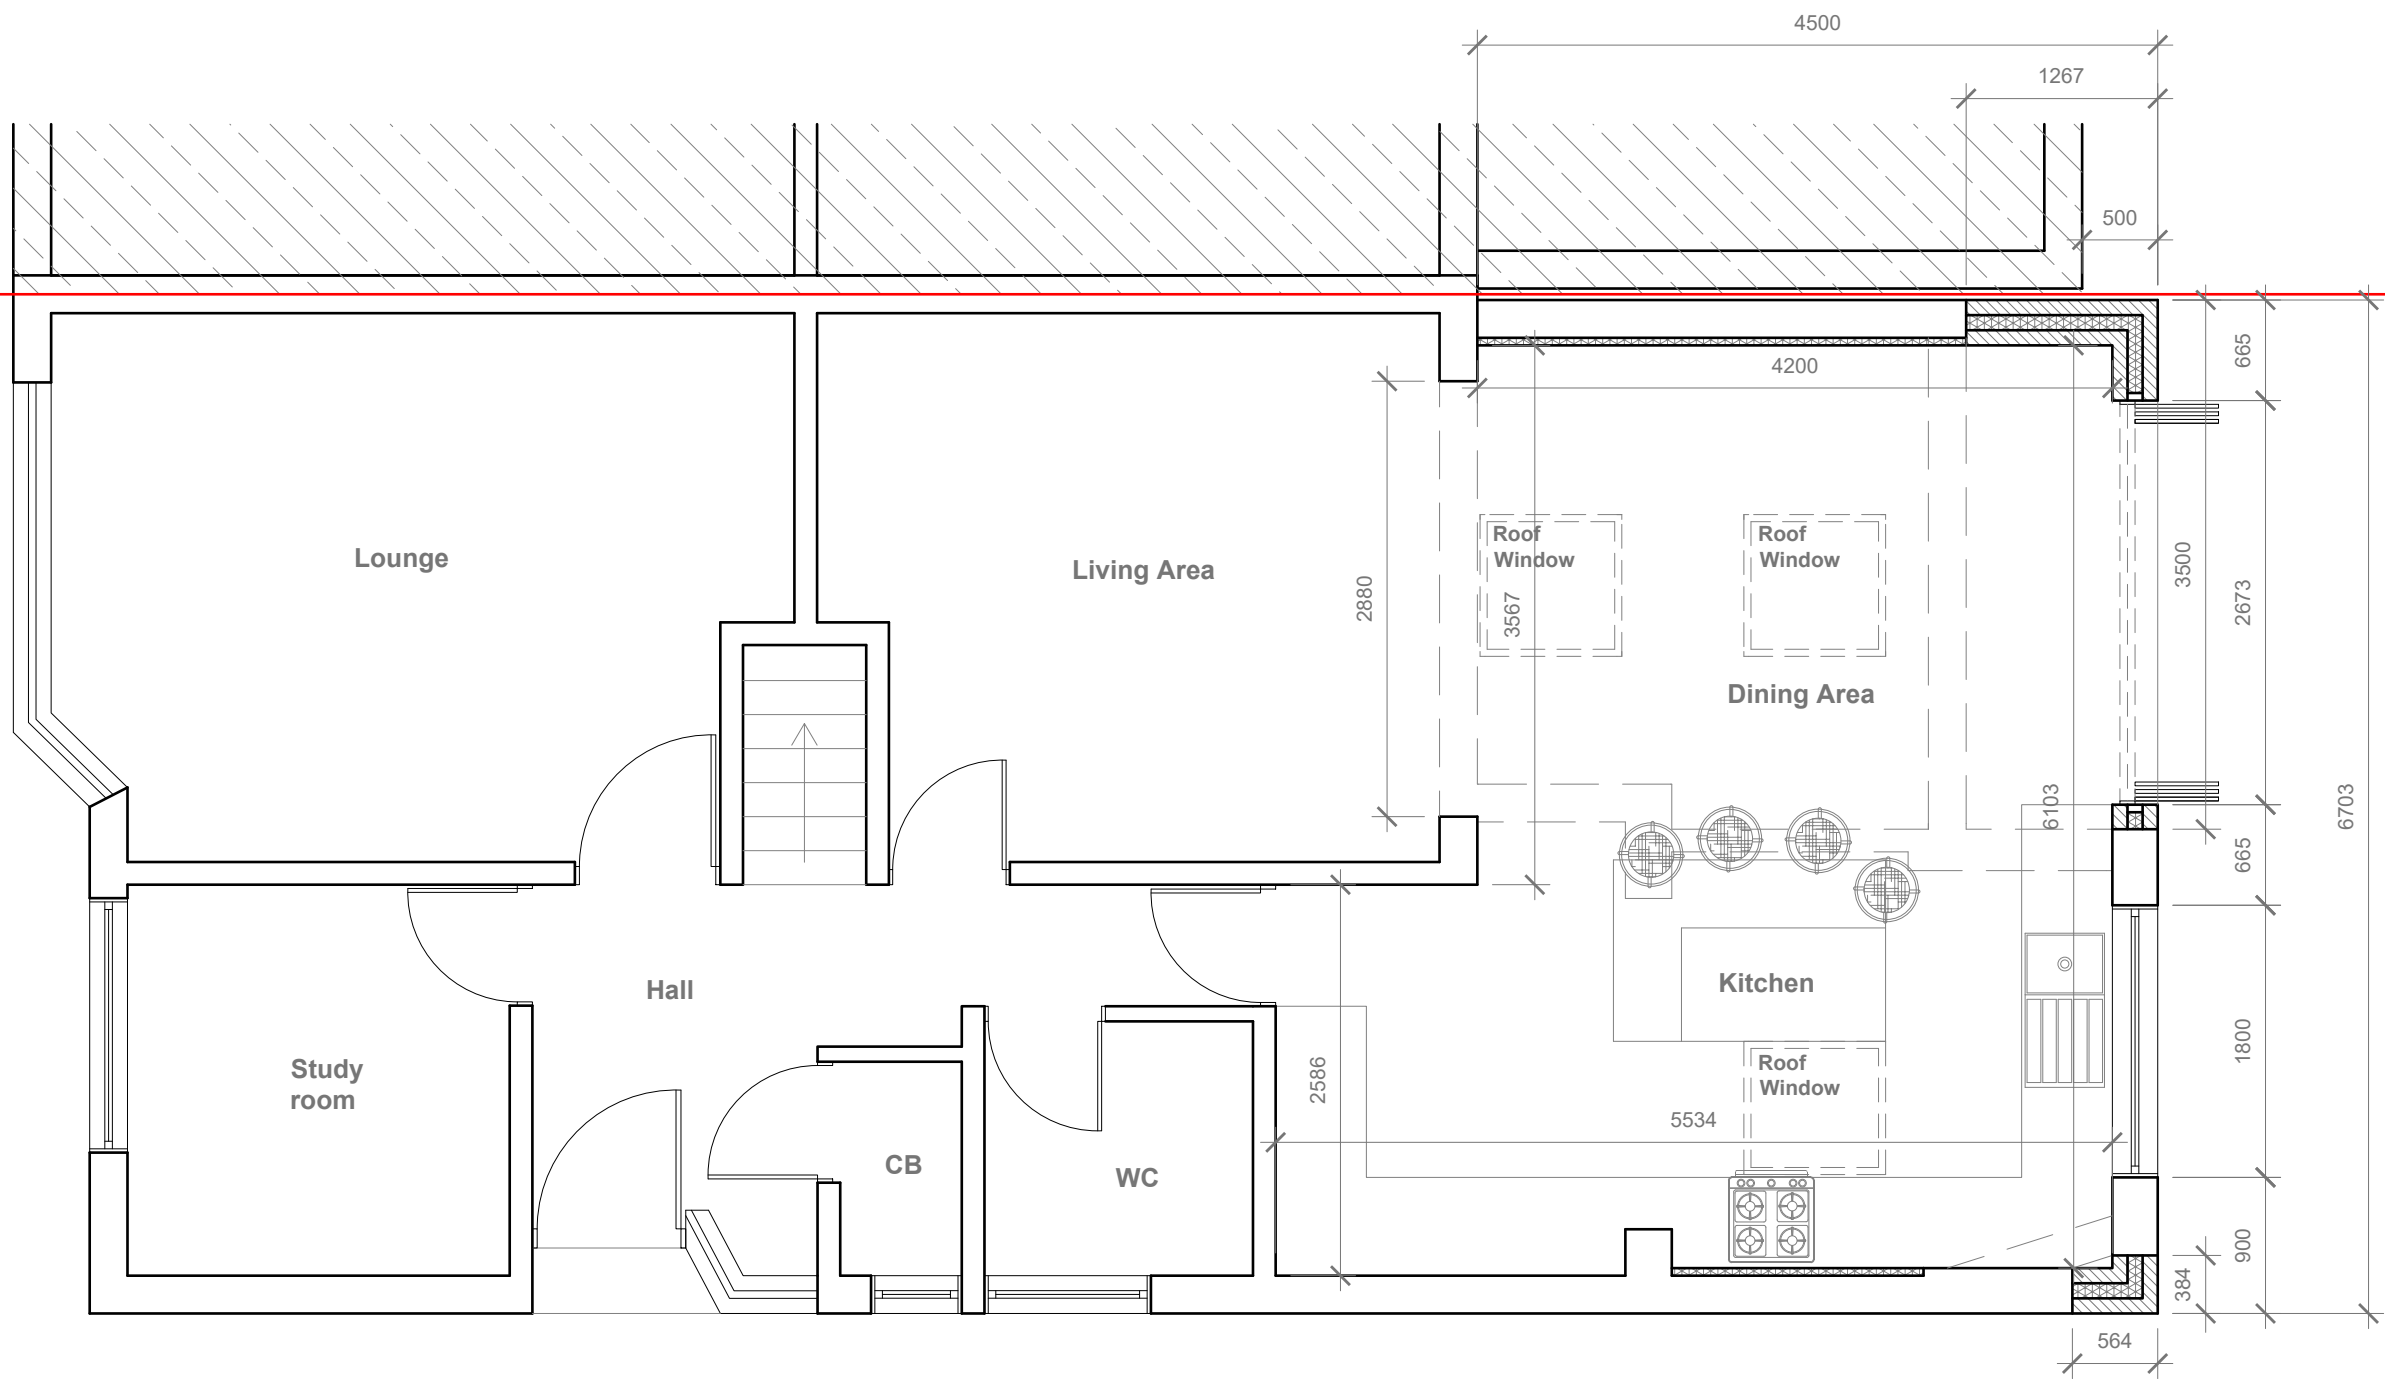 4500
1267
500
665
4200
Roof
Window
Roof
Window
Lounge
Living Area
2880
3567
3500
2673
Dining Area
6103
6703
665
Hall
Kitchen
Study
room
2586
Roof
Window
1800
5534
CB
WC
900
384
564